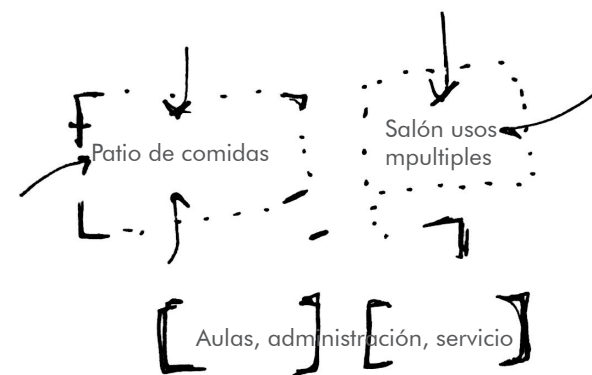 Patio de comidas
Salón usos
mpultiples
Aulas, administración, servicio